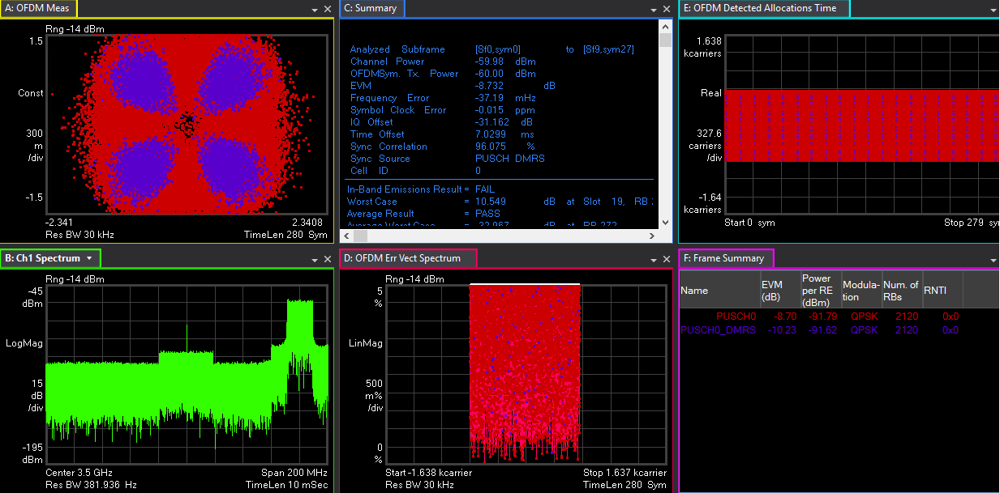 A: OFDM Meas
Rng -14 dBm
1.5
Const
300
m
/div
-1.5
-2.341
2.3408
Res BW 30 kHz
TimeLen 280 Sym
C: Summary
Analyzed Subframe [Sf0,sym0] to [Sf9,sym27]
Channel Power -59.98 dBm
OFDMSym. Tx. Power -60.00 dBm
EVM -8.732 dB
Frequency Error -37.19 mHz
Symbol Clock Error -0.015 ppm
IQ Offset -31.162 dB
Time Offset 7.0299 ms
Sync Correlation 96.075 %
Sync Source PUSCH DMRS
Cell ID 0
In-Band Emissions Result = FAIL
Worst Case = 10.549 dB at Slot 19, RB
Average Result = PASS
Average Worst Case = -32.967 dB at RB 272
E: OFDM Detected Allocations Time
1.638
kcarriers
Real
327.6
carriers
/div
-1.64
kcarriers
Start 0 sym
Stop 279 sym
B: Ch1 Spectrum
Rng -14 dBm
-45
dBm
LogMag
15
dB
/div
-195
dBm
Center 3.5 GHz
Span 200 MHz
Res BW 381.936 Hz
TimeLen 10 mSec
D: OFDM Err Vect Spectrum
Rng -14 dBm
5
%
LinMag
500
m%
/div
0
%
Start -1.638 kcarrier
Stop 1.637 kcarrier
Res BW 30 kHz
TimeLen 280 Sym
F: Frame Summary
Name EVM (dB) Power per RE (dBm) Modula-tion Num. of RBs RNTI
PUSCH0 -8.70 -91.79 QPSK 2120 0x0
PUSCH0_DMRS -10.23 -91.62 QPSK 2120 0x0